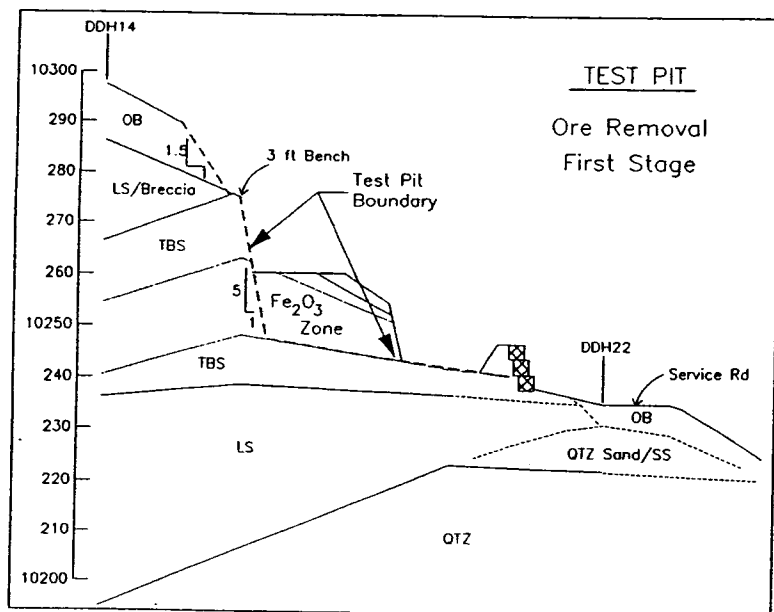 DDH14
TEST PIT
Ore Removal
First Stage
10300
290
280
270
260
10250
240
230
220
210
10200
OB
1.5
1
3 ft Bench
LS/Breccia
Test Pit
Boundary
TBS
5
1
Fe₂O₃
Zone
TBS
DDH22
Service Rd
OB
LS
QTZ Sand/SS
QTZ